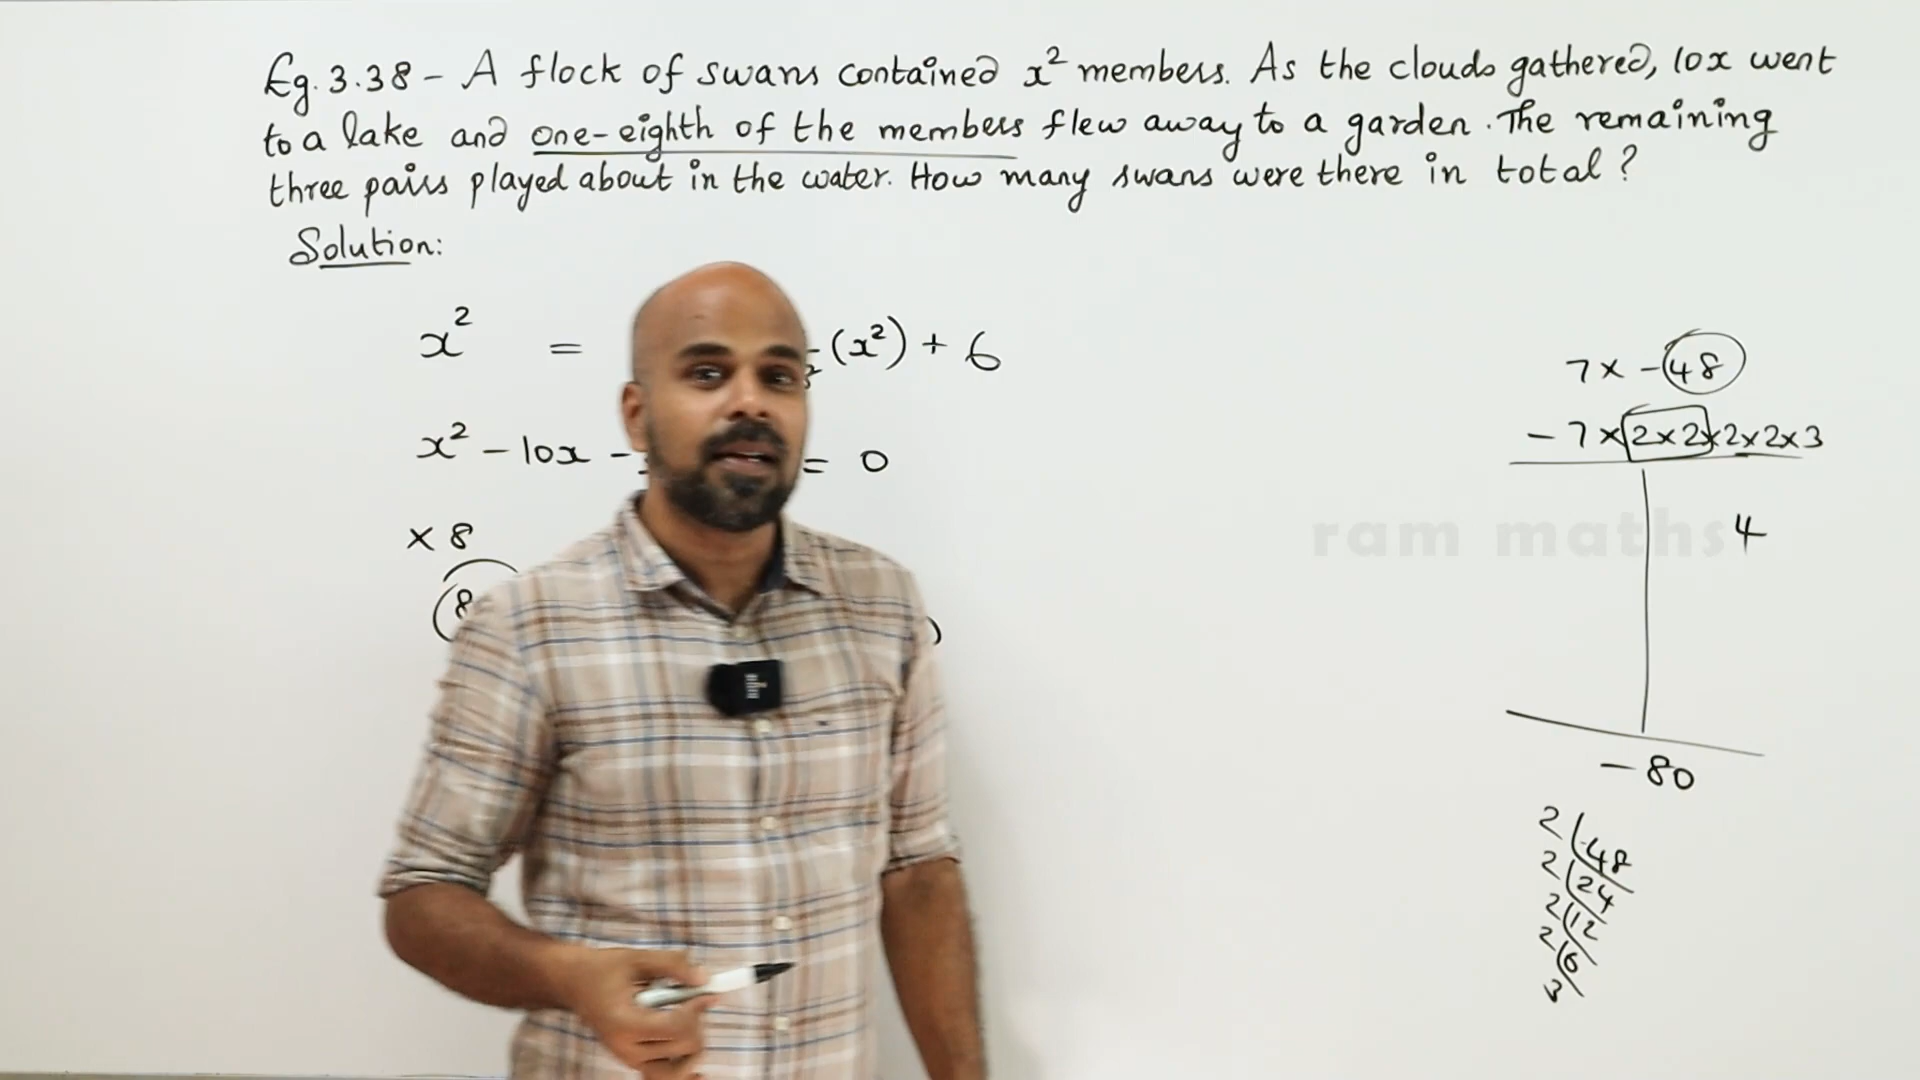 Eg. 3.38 - A flock of swans contained x² members. As the clouds gathered, 10x went
to a lake and one-eighth of the members flew away to a garden. The remaining
three pairs played about in the water. How many swans were there in total?
Solution:
x² = (x²) + 6
x² - 10x - = 0
× 8
(8 )
7 × -48
- 7 × 2×2×2×2×3
ram maths
4
-80
2 48
2 24
2 12
2 6
3